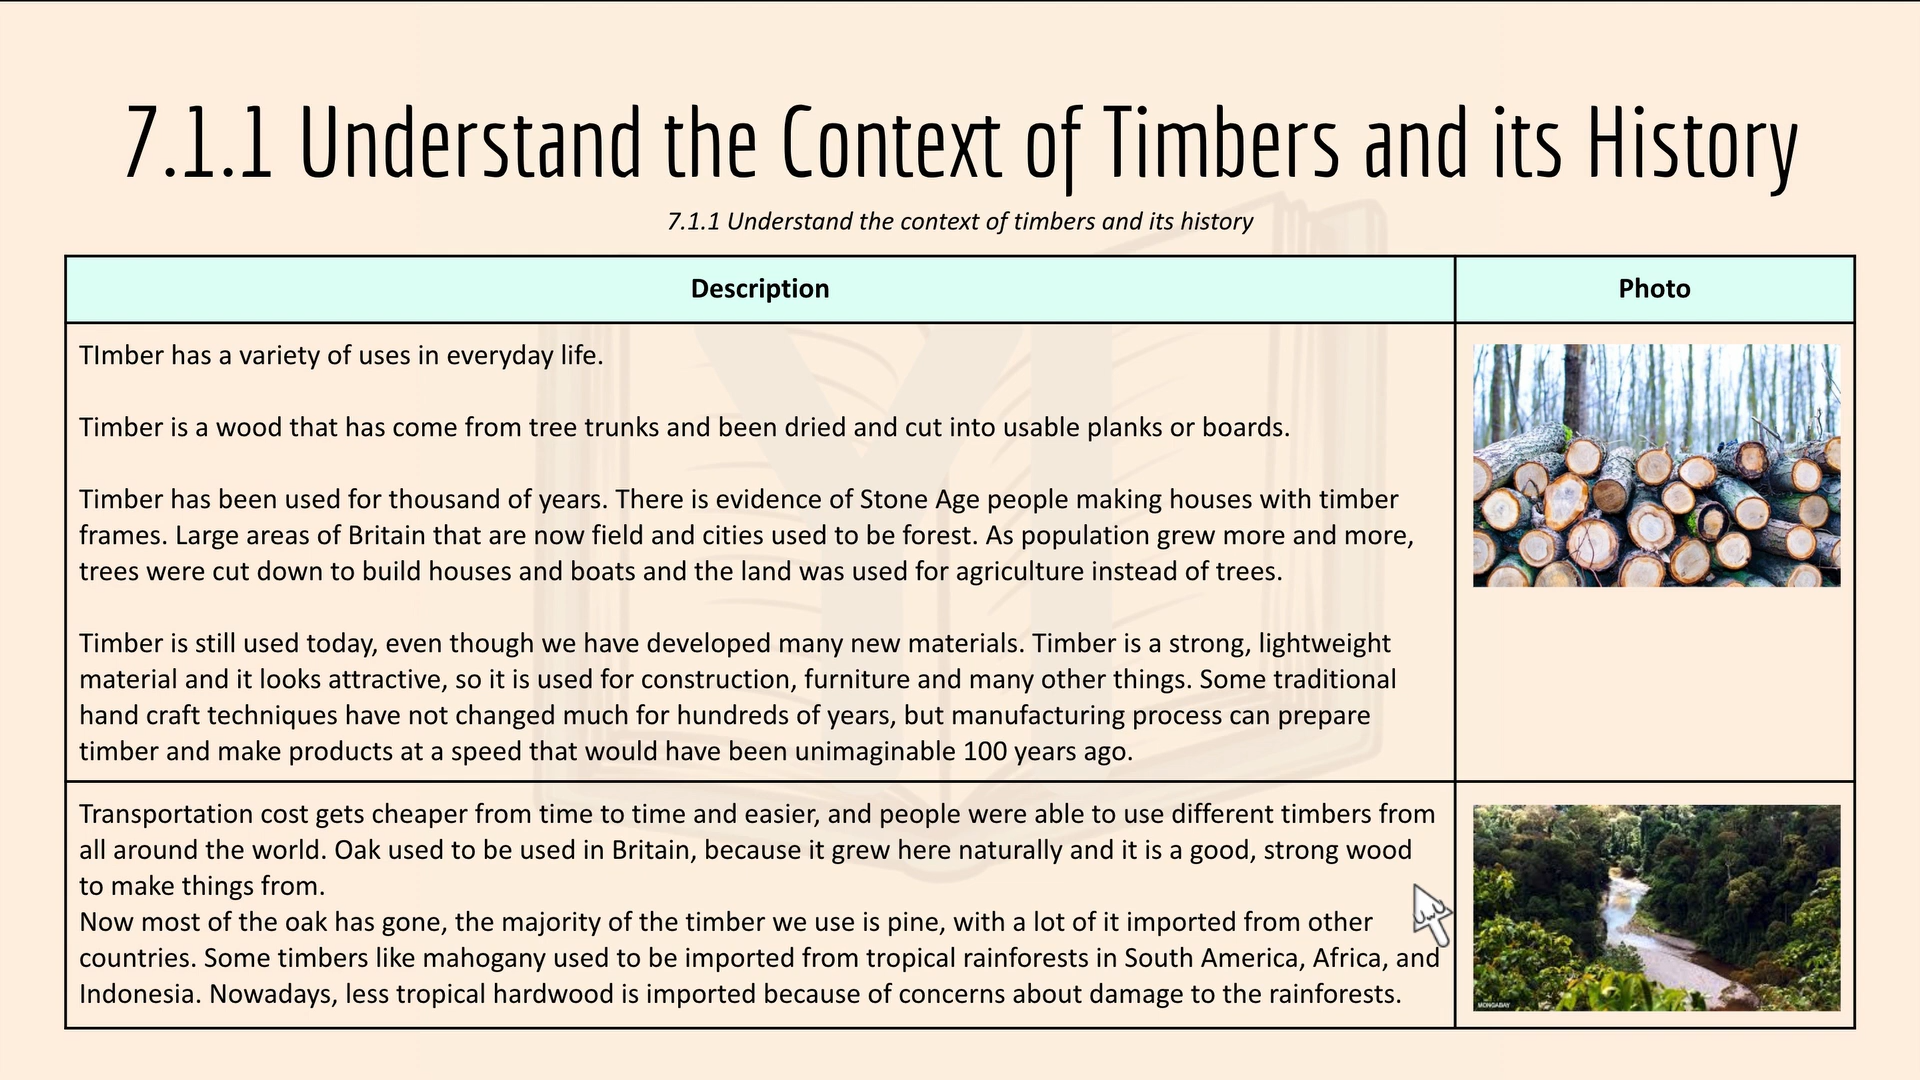 7.1.1 Understand the Context of Timbers and its History
7.1.1 Understand the context of timbers and its history
Description
Photo
TImber has a variety of uses in everyday life.
Timber is a wood that has come from tree trunks and been dried and cut into usable planks or boards.
Timber has been used for thousand of years. There is evidence of Stone Age people making houses with timber
frames. Large areas of Britain that are now field and cities used to be forest. As population grew more and more,
trees were cut down to build houses and boats and the land was used for agriculture instead of trees.
Timber is still used today, even though we have developed many new materials. Timber is a strong, lightweight
material and it looks attractive, so it is used for construction, furniture and many other things. Some traditional
hand craft techniques have not changed much for hundreds of years, but manufacturing process can prepare
timber and make products at a speed that would have been unimaginable 100 years ago.
Transportation cost gets cheaper from time to time and easier, and people were able to use different timbers from
all around the world. Oak used to be used in Britain, because it grew here naturally and it is a good, strong wood
to make things from.
Now most of the oak has gone, the majority of the timber we use is pine, with a lot of it imported from other
countries. Some timbers like mahogany used to be imported from tropical rainforests in South America, Africa, and
Indonesia. Nowadays, less tropical hardwood is imported because of concerns about damage to the rainforests.
MONGABAY